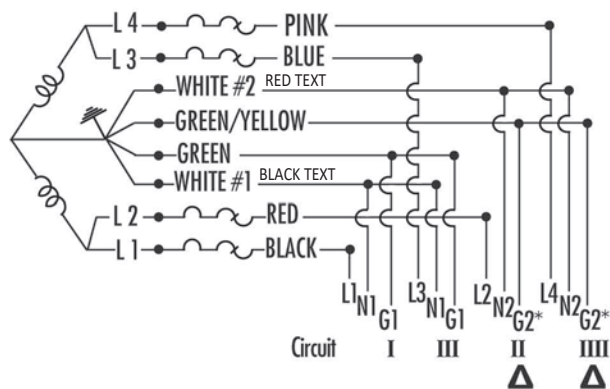 L 4 PINK
L 3 BLUE
WHITE #2 RED TEXT
GREEN/YELLOW
GREEN
WHITE #1 BLACK TEXT
L 2 RED
L 1 BLACK
L1 N1 G1 L3 N1 G1 L2 N2 G2* L4 N2 G2*
Circuit I III II IIII
Δ Δ